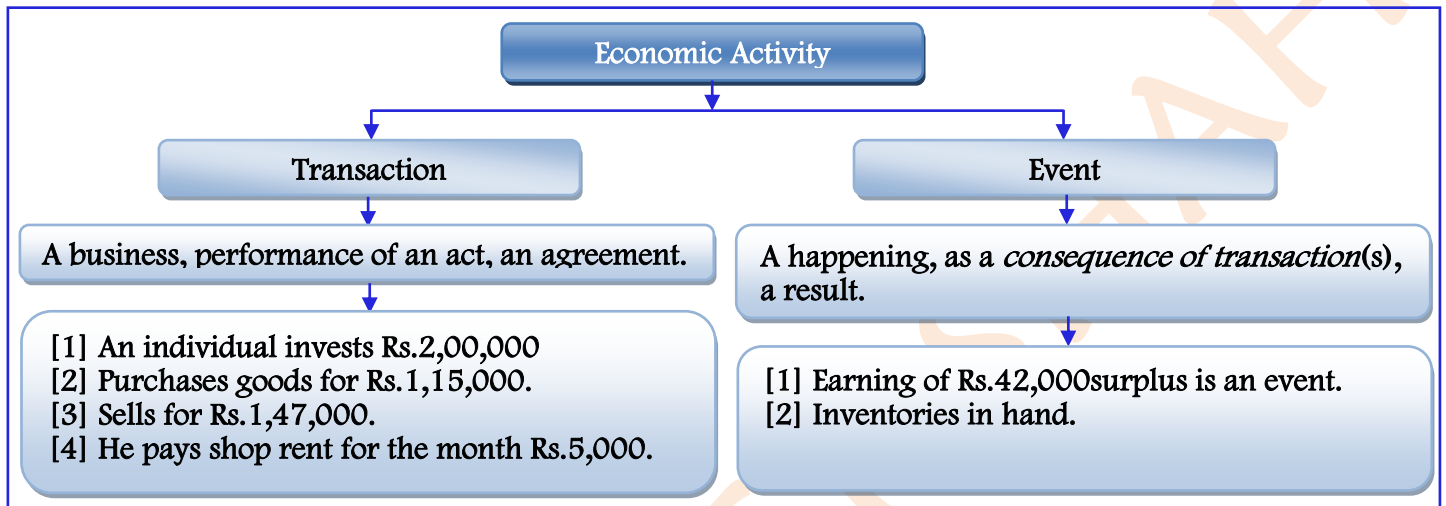 Economic Activity
Transaction
Event
A business, performance of an act, an agreement.
A happening, as a consequence of transaction(s),
a result.
[1] An individual invests Rs.2,00,000
[2] Purchases goods for Rs.1,15,000.
[3] Sells for Rs.1,47,000.
[4] He pays shop rent for the month Rs.5,000.
[1] Earning of Rs.42,000surplus is an event.
[2] Inventories in hand.